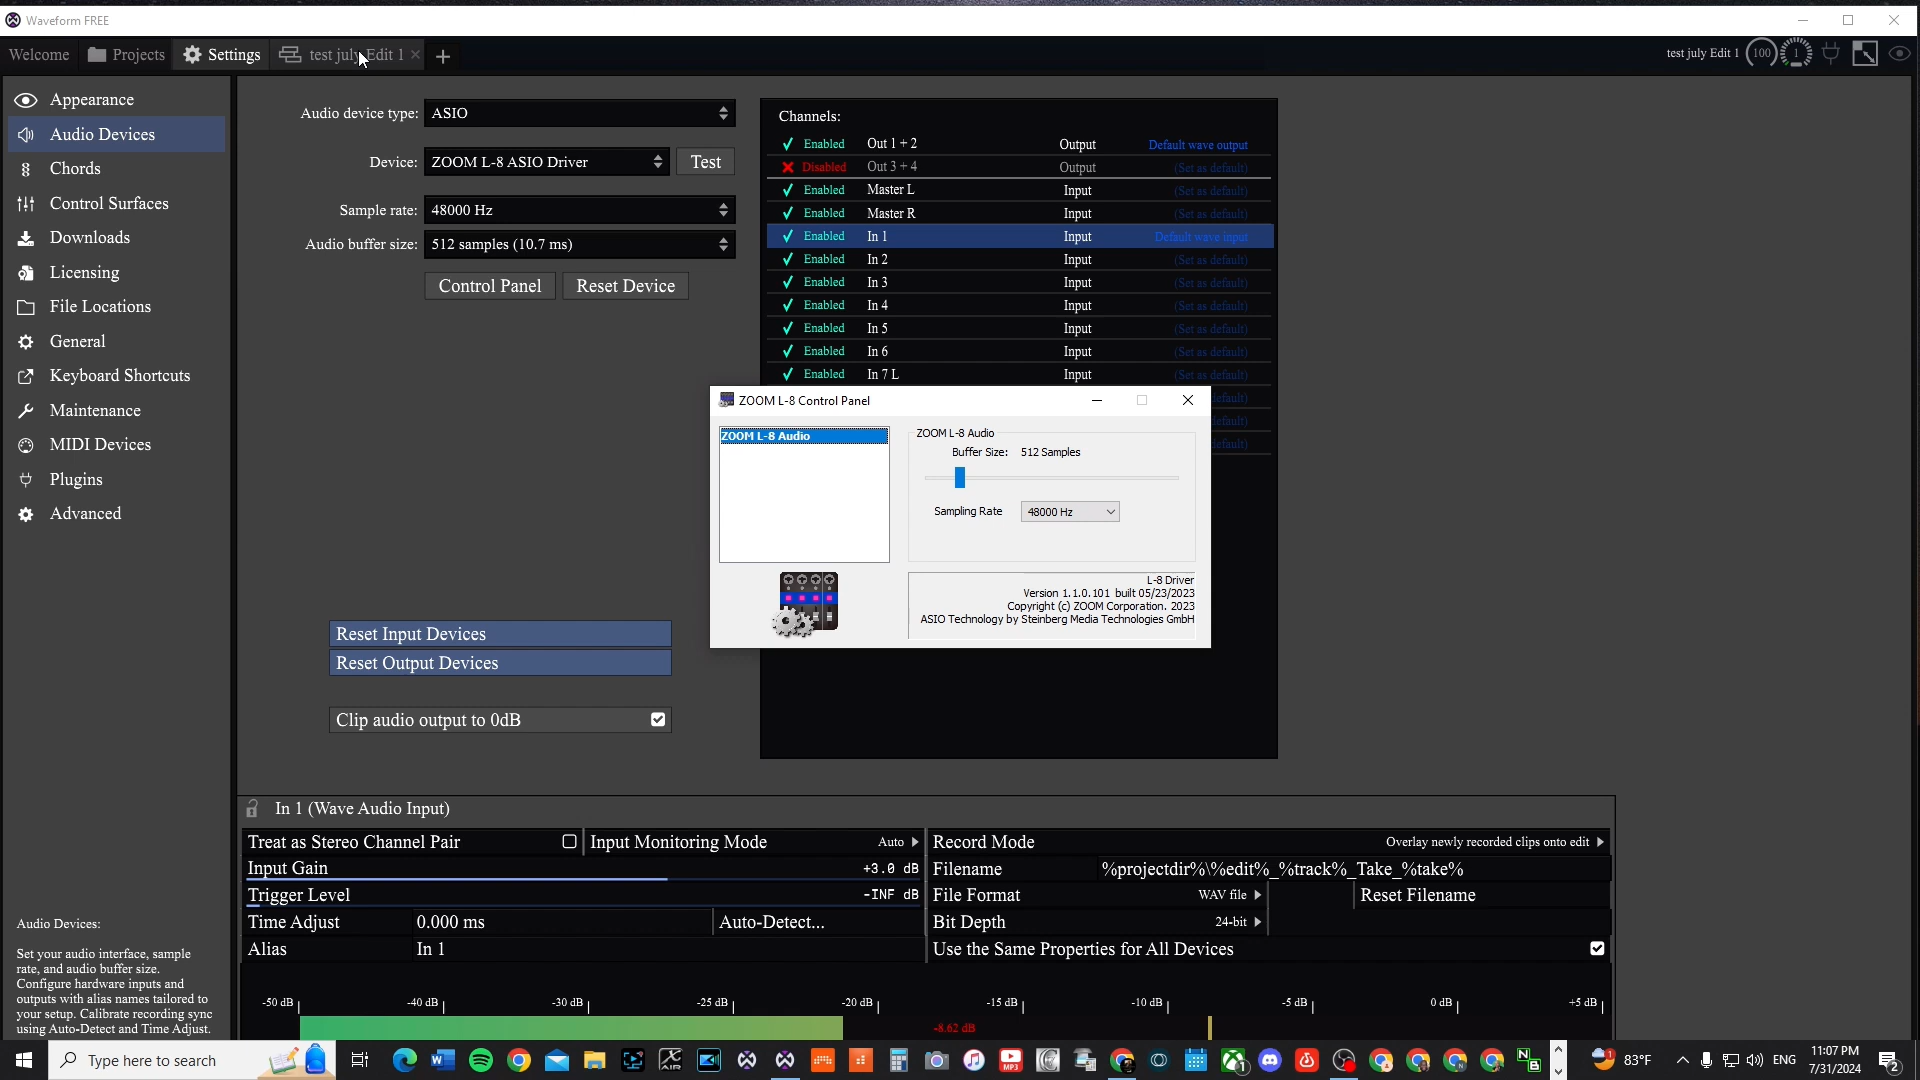 Waveform FREE
Welcome Projects Settings test july Edit 1 × +
test july Edit 1 100 1
Appearance
Audio Devices
Chords
Control Surfaces
Downloads
Licensing
File Locations
General
Keyboard Shortcuts
Maintenance
MIDI Devices
Plugins
Advanced
Audio device type: ASIO
Device: ZOOM L-8 ASIO Driver Test
Sample rate: 48000 Hz
Audio buffer size: 512 samples (10.7 ms)
Control Panel Reset Device
Reset Input Devices
Reset Output Devices
Clip audio output to 0dB
Channels:
Enabled Out 1 + 2 Output Default wave output
Disabled Out 3 + 4 Output (Set as default)
Enabled Master L Input (Set as default)
Enabled Master R Input (Set as default)
Enabled In 1 Input Default wave input
Enabled In 2 Input (Set as default)
Enabled In 3 Input (Set as default)
Enabled In 4 Input (Set as default)
Enabled In 5 Input (Set as default)
Enabled In 6 Input (Set as default)
Enabled In 7 L Input (Set as default)
default)
default)
default)
ZOOM L-8 Control Panel
ZOOM L-8 Audio
ZOOM L-8 Audio
Buffer Size: 512 Samples
Sampling Rate 48000 Hz
L-8 Driver
Version 1.1.0.101 built 05/23/2023
Copyright (c) ZOOM Corporation. 2023
ASIO Technology by Steinberg Media Technologies GmbH
In 1 (Wave Audio Input)
Treat as Stereo Channel Pair Input Monitoring Mode Auto Record Mode Overlay newly recorded clips onto edit
Input Gain +3.0 dB Filename %projectdir%\%edit%_%track%_Take_%take%
Trigger Level -INF dB File Format WAV file Reset Filename
Time Adjust 0.000 ms Auto-Detect... Bit Depth 24-bit
Alias In 1 Use the Same Properties for All Devices
-50 dB -40 dB -30 dB -25 dB -20 dB -15 dB -10 dB -5 dB 0 dB +5 dB
-8.62 dB
Audio Devices:
Set your audio interface, sample
rate, and audio buffer size.
Configure hardware inputs and
outputs with alias names tailored to
your setup. Calibrate recording sync
using Auto-Detect and Time Adjust.
Type here to search
83°F ENG 11:07 PM
7/31/2024 2